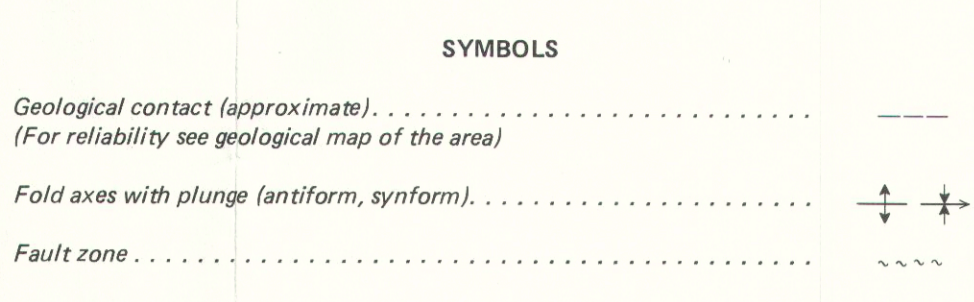 SYMBOLS
Geological contact (approximate). . . . . . . . . . . . . . . . . . . . . . . . . . . . .
(For reliability see geological map of the area)
Fold axes with plunge (antiform, synform). . . . . . . . . . . . . . . . . . . . . . .
Fault zone . . . . . . . . . . . . . . . . . . . . . . . . . . . . . . . . . . . . . . . . . . . .